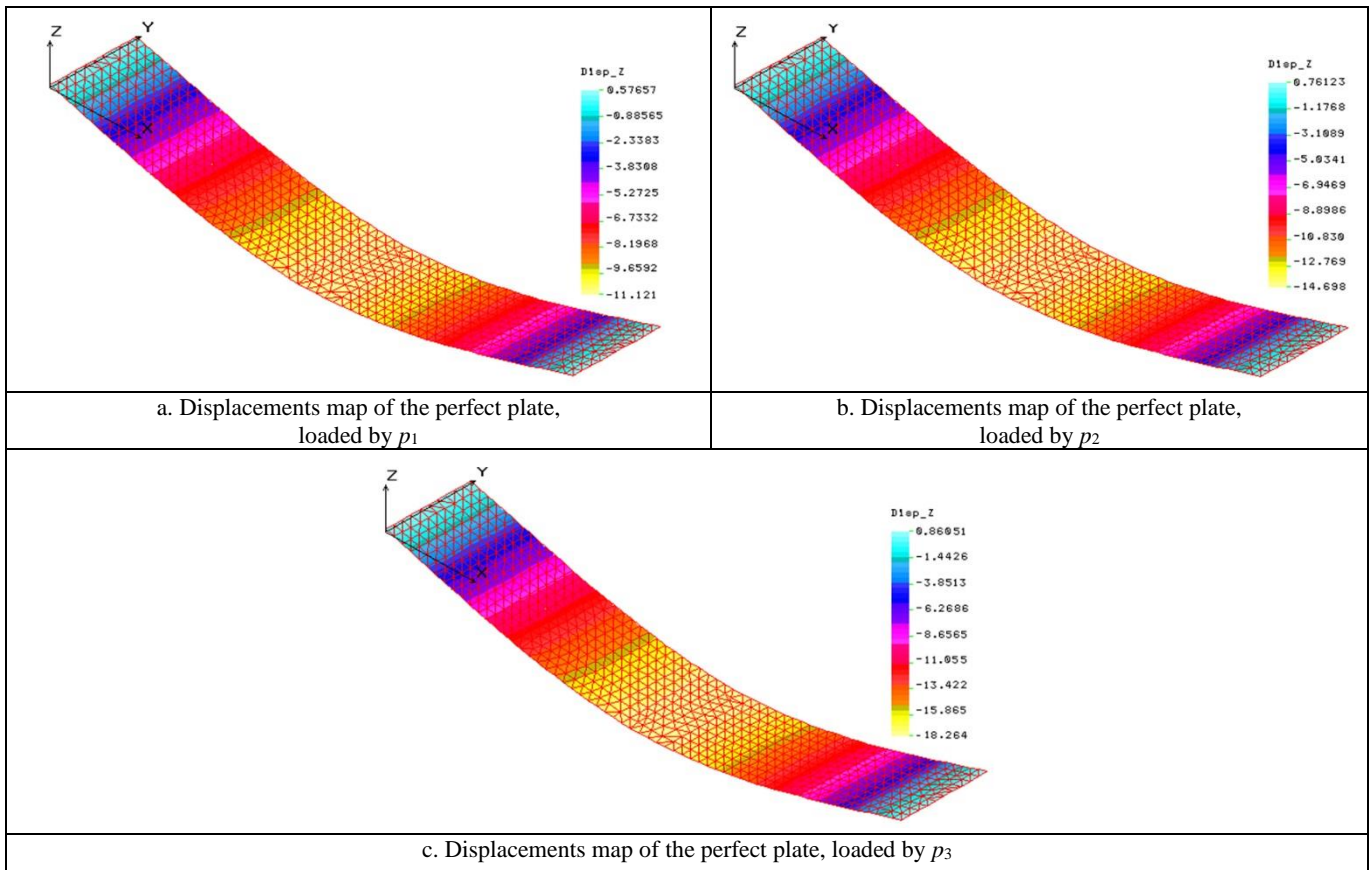 Z
Y
X
Disp_Z
0.57657
-0.88565
-2.3383
-3.8308
-5.2725
-6.7332
-8.1968
-9.6592
-11.121
a. Displacements map of the perfect plate,
loaded by p1
Z
Y
X
Disp_Z
0.76123
-1.1768
-3.1089
-5.0341
-6.9469
-8.8986
-10.830
-12.769
-14.698
b. Displacements map of the perfect plate,
loaded by p2
Z
Y
X
Disp_Z
0.86051
-1.4426
-3.8513
-6.2686
-8.6565
-11.055
-13.422
-15.865
-18.264
c. Displacements map of the perfect plate, loaded by p3